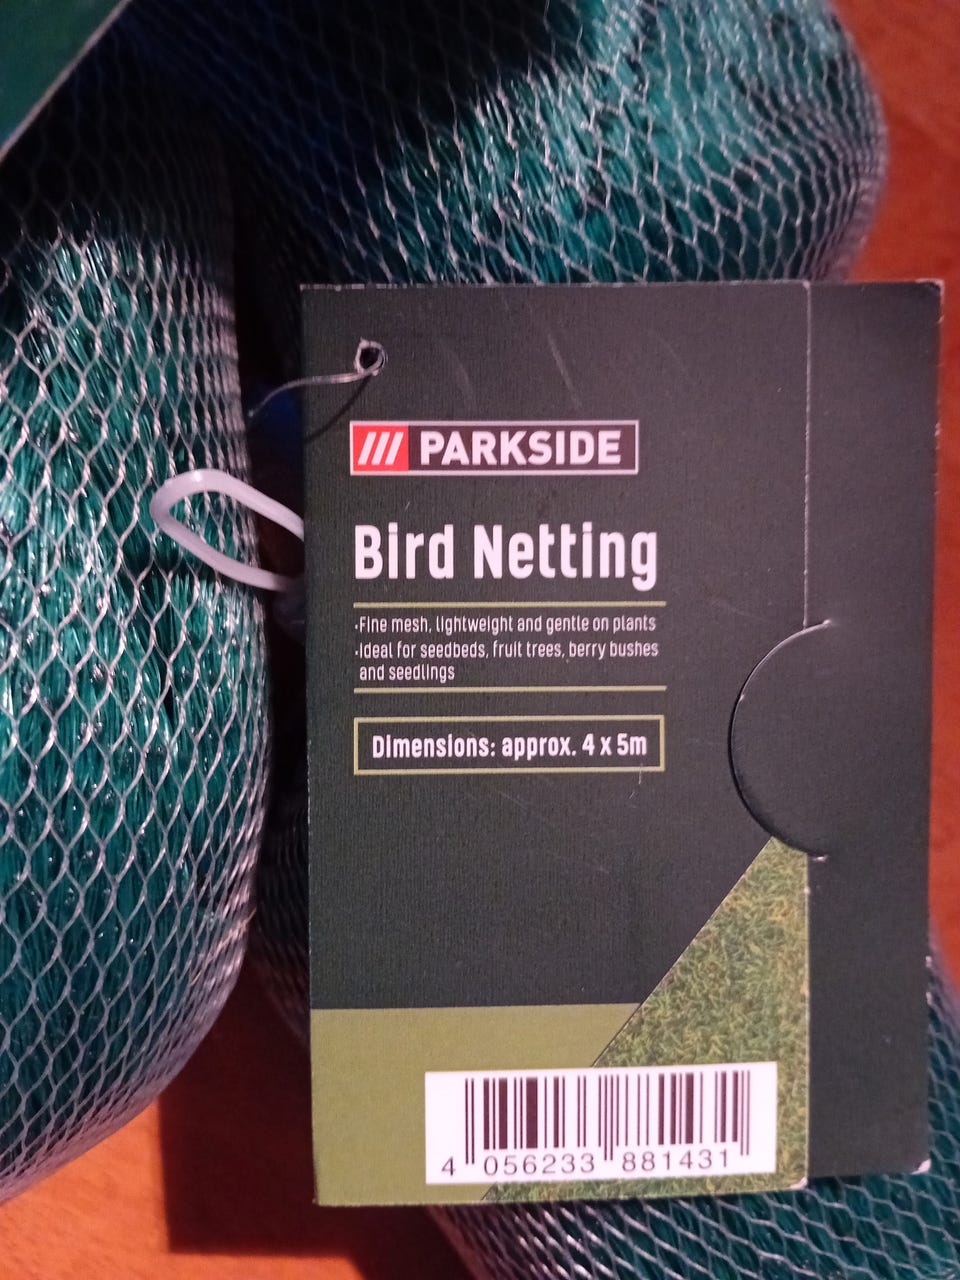 /// PARKSIDE
Bird Netting
·Fine mesh, lightweight and gentle on plants
·Ideal for seedbeds, fruit trees, berry bushes
and seedlings
Dimensions: approx. 4 x 5m
4 056233 881431